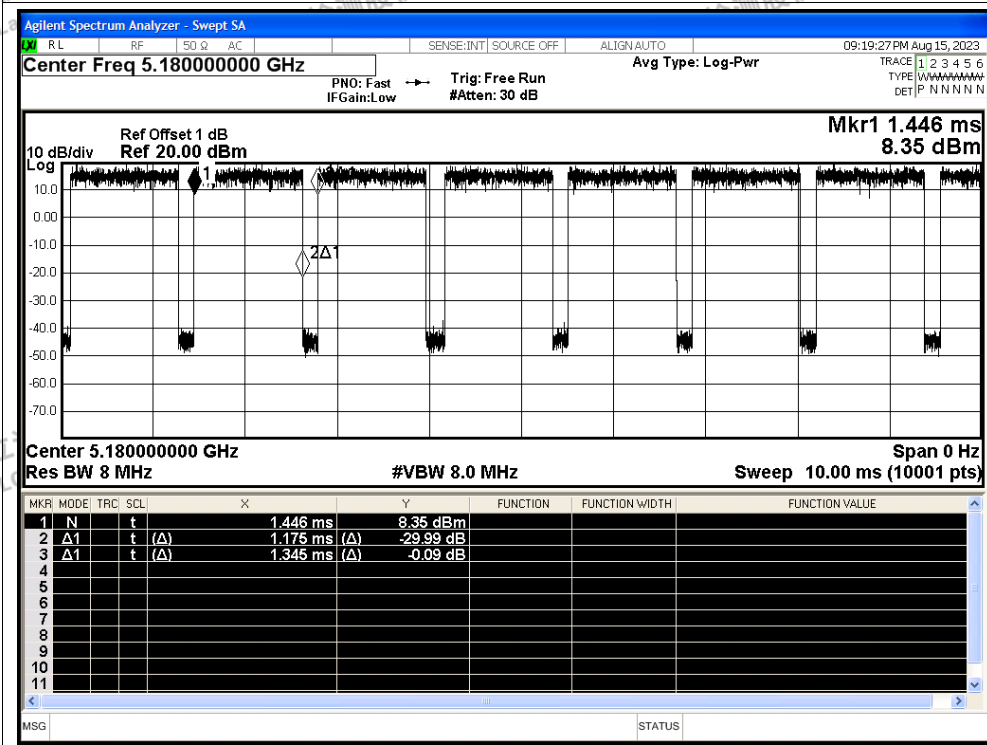 Agilent Spectrum Analyzer - Swept SA
LXI RL RF 50 Ω AC SENSE:INT SOURCE OFF ALIGN AUTO 09:19:27 PM Aug 15, 2023
Center Freq 5.180000000 GHz Avg Type: Log-Pwr TRACE 1 2 3 4 5 6
PNO: Fast Trig: Free Run TYPE
IFGain:Low #Atten: 30 dB DET P N N N N N
Mkr1 1.446 ms
Ref Offset 1 dB
10 dB/div Ref 20.00 dBm 8.35 dBm
Log
1
10.0
0.00
-10.0
2Δ1
-20.0
-30.0
-40.0
-50.0
-60.0
-70.0
Center 5.180000000 GHz Span 0 Hz
Res BW 8 MHz #VBW 8.0 MHz Sweep 10.00 ms (10001 pts)
MKR MODE TRC SCL X Y FUNCTION FUNCTION WIDTH FUNCTION VALUE
1 N t 1.446 ms 8.35 dBm
2 Δ1 t (Δ) 1.175 ms (Δ) -29.99 dB
3 Δ1 t (Δ) 1.345 ms (Δ) -0.09 dB
4
5
6
7
8
9
10
11
MSG STATUS